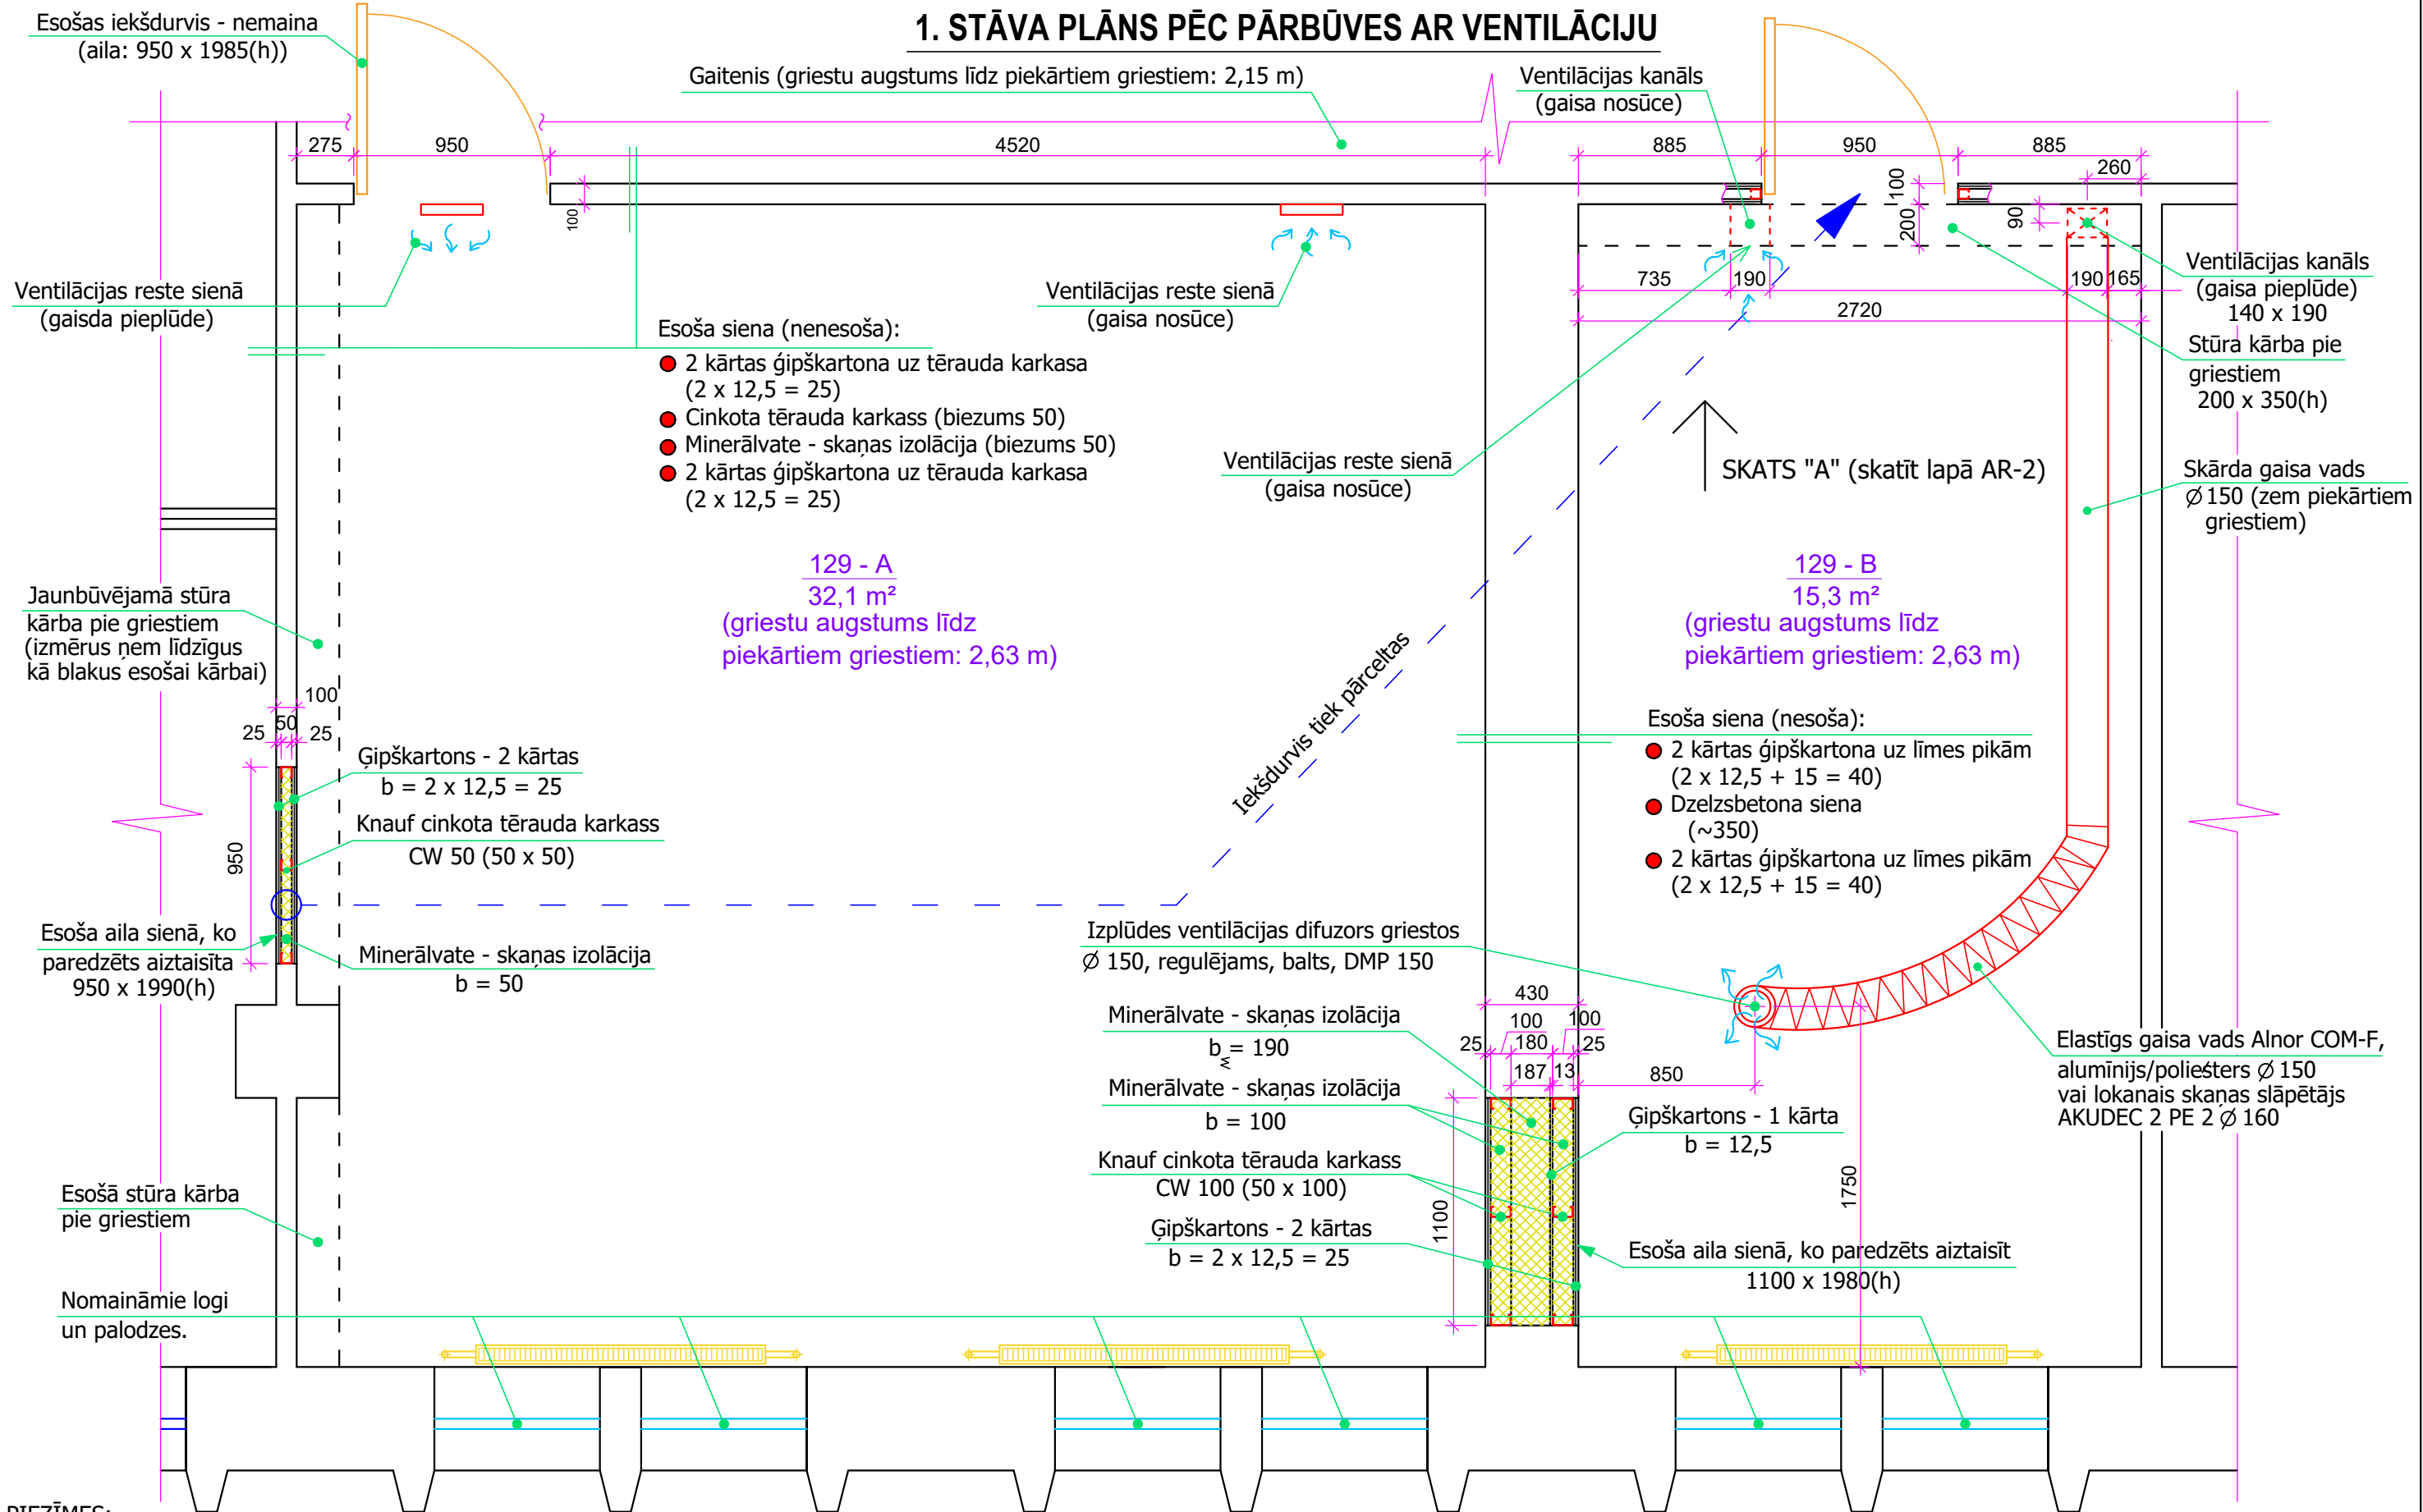 1. STĀVA PLĀNS PĒC PĀRBŪVES AR VENTILĀCIJU
Esošas iekšdurvis - nemaina
(aila: 950 x 1985(h))
Gaitenis (griestu augstums līdz piekārtiem griestiem: 2,15 m)
Ventilācijas kanāls
(gaisa nosūce)
275
950
4520
885
950
885
260
100
100
200
90
Ventilācijas reste sienā
(gaisda pieplūde)
Ventilācijas reste sienā
(gaisa nosūce)
735
190
190
165
2720
Ventilācijas kanāls
(gaisa pieplūde)
140 x 190
Stūra kārba pie
griestiem
200 x 350(h)
Esoša siena (nenesoša):
2 kārtas ģipškartona uz tērauda karkasa
(2 x 12,5 = 25)
Cinkota tērauda karkass (biezums 50)
Minerālvate - skaņas izolācija (biezums 50)
2 kārtas ģipškartona uz tērauda karkasa
(2 x 12,5 = 25)
Ventilācijas reste sienā
(gaisa nosūce)
SKATS "A" (skatīt lapā AR-2)
Skārda gaisa vads
Ø 150 (zem piekārtiem
griestiem)
129 - A
32,1 m²
(griestu augstums līdz
piekārtiem griestiem: 2,63 m)
129 - B
15,3 m²
(griestu augstums līdz
piekārtiem griestiem: 2,63 m)
Jaunbūvējamā stūra
kārba pie griestiem
(izmērus ņem līdzīgus
kā blakus esošai kārbai)
Iekšdurvis tiek pārceltas
100
50
25
25
950
Ģipškartons - 2 kārtas
b = 2 x 12,5 = 25
Knauf cinkota tērauda karkass
CW 50 (50 x 50)
Esoša siena (nesoša):
2 kārtas ģipškartona uz līmes pikām
(2 x 12,5 + 15 = 40)
Dzelzsbetona siena
(~350)
2 kārtas ģipškartona uz līmes pikām
(2 x 12,5 + 15 = 40)
Esoša aila sienā, ko
paredzēts aiztaisīta
950 x 1990(h)
Minerālvate - skaņas izolācija
b = 50
Izplūdes ventilācijas difuzors griestos
Ø 150, regulējams, balts, DMP 150
430
100
100
25
180
25
187
13
850
1750
1100
Minerālvate - skaņas izolācija
b = 190
Minerālvate - skaņas izolācija
b = 100
Knauf cinkota tērauda karkass
CW 100 (50 x 100)
Ģipškartons - 2 kārtas
b = 2 x 12,5 = 25
Ģipškartons - 1 kārta
b = 12,5
Elastīgs gaisa vads Alnor COM-F,
alumīnijs/poliesters Ø 150
vai lokanais skaņas slāpētājs
AKUDEC 2 PE 2 Ø 160
Esoša aila sienā, ko paredzēts aiztaisīt
1100 x 1980(h)
Esošā stūra kārba
pie griestiem
Nomaināmie logi
un palodzes.
PIEZĪMES: